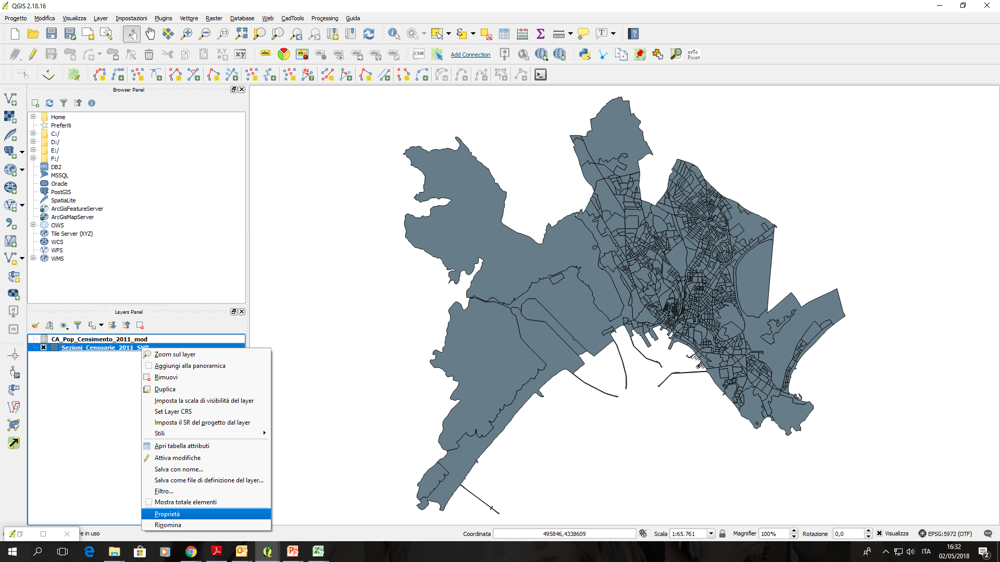 QGIS 2.18.16
Progetto Modifica Visualizza Layer Impostazioni Plugins Vettore Raster Database Web CadTools Processing Guida
CSW Add Connection xyTo Point
Browser Panel
Home
Preferiti
C:/
D:/
E:/
F:/
DB2
MSSQL
Oracle
PostGIS
SpatiaLite
ArcGisFeatureServer
ArcGisMapServer
OWS
Tile Server (XYZ)
WCS
WFS
WMS
Layers Panel
CA_Pop_Censimento_2011_mod
Sezioni_Censuarie_2011_SHP
Zoom sul layer
Aggiungi alla panoramica
Rimuovi
Duplica
Imposta la scala di visibilità del layer
Set Layer CRS
Imposta il SR del progetto dal layer
Stili
Apri tabella attributi
Attiva modifiche
Salva con nome...
Salva come file di definizione del layer...
Filtro...
Mostra totale elementi
Proprietà
Rinomina
re in uso
Coordinata 495846,4338609 Scala 1:65.761 Magnifier 100% Rotazione 0,0 Visualizza EPSG:5972 (OTF)
ITA 16:32
02/05/2018 2